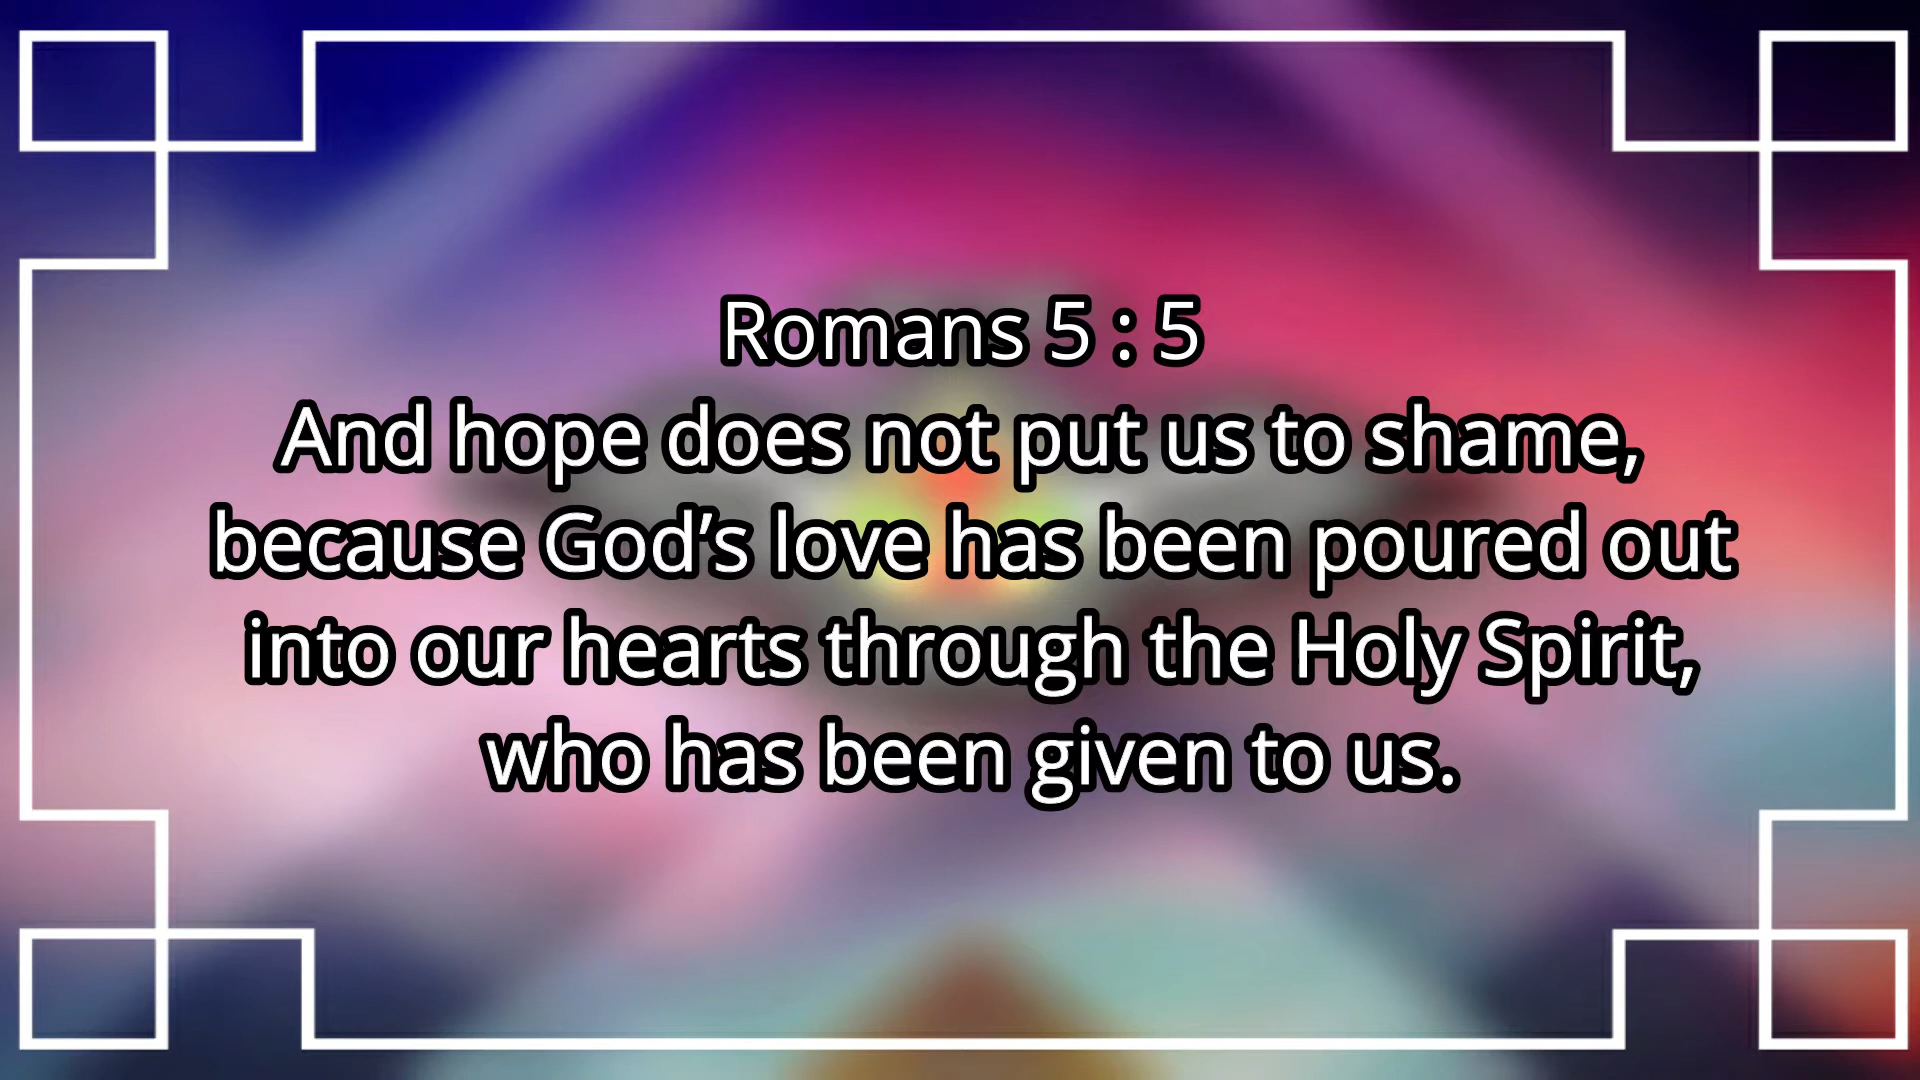 Romans 5 : 5
And hope does not put us to shame,
because God’s love has been poured out
into our hearts through the Holy Spirit,
who has been given to us.